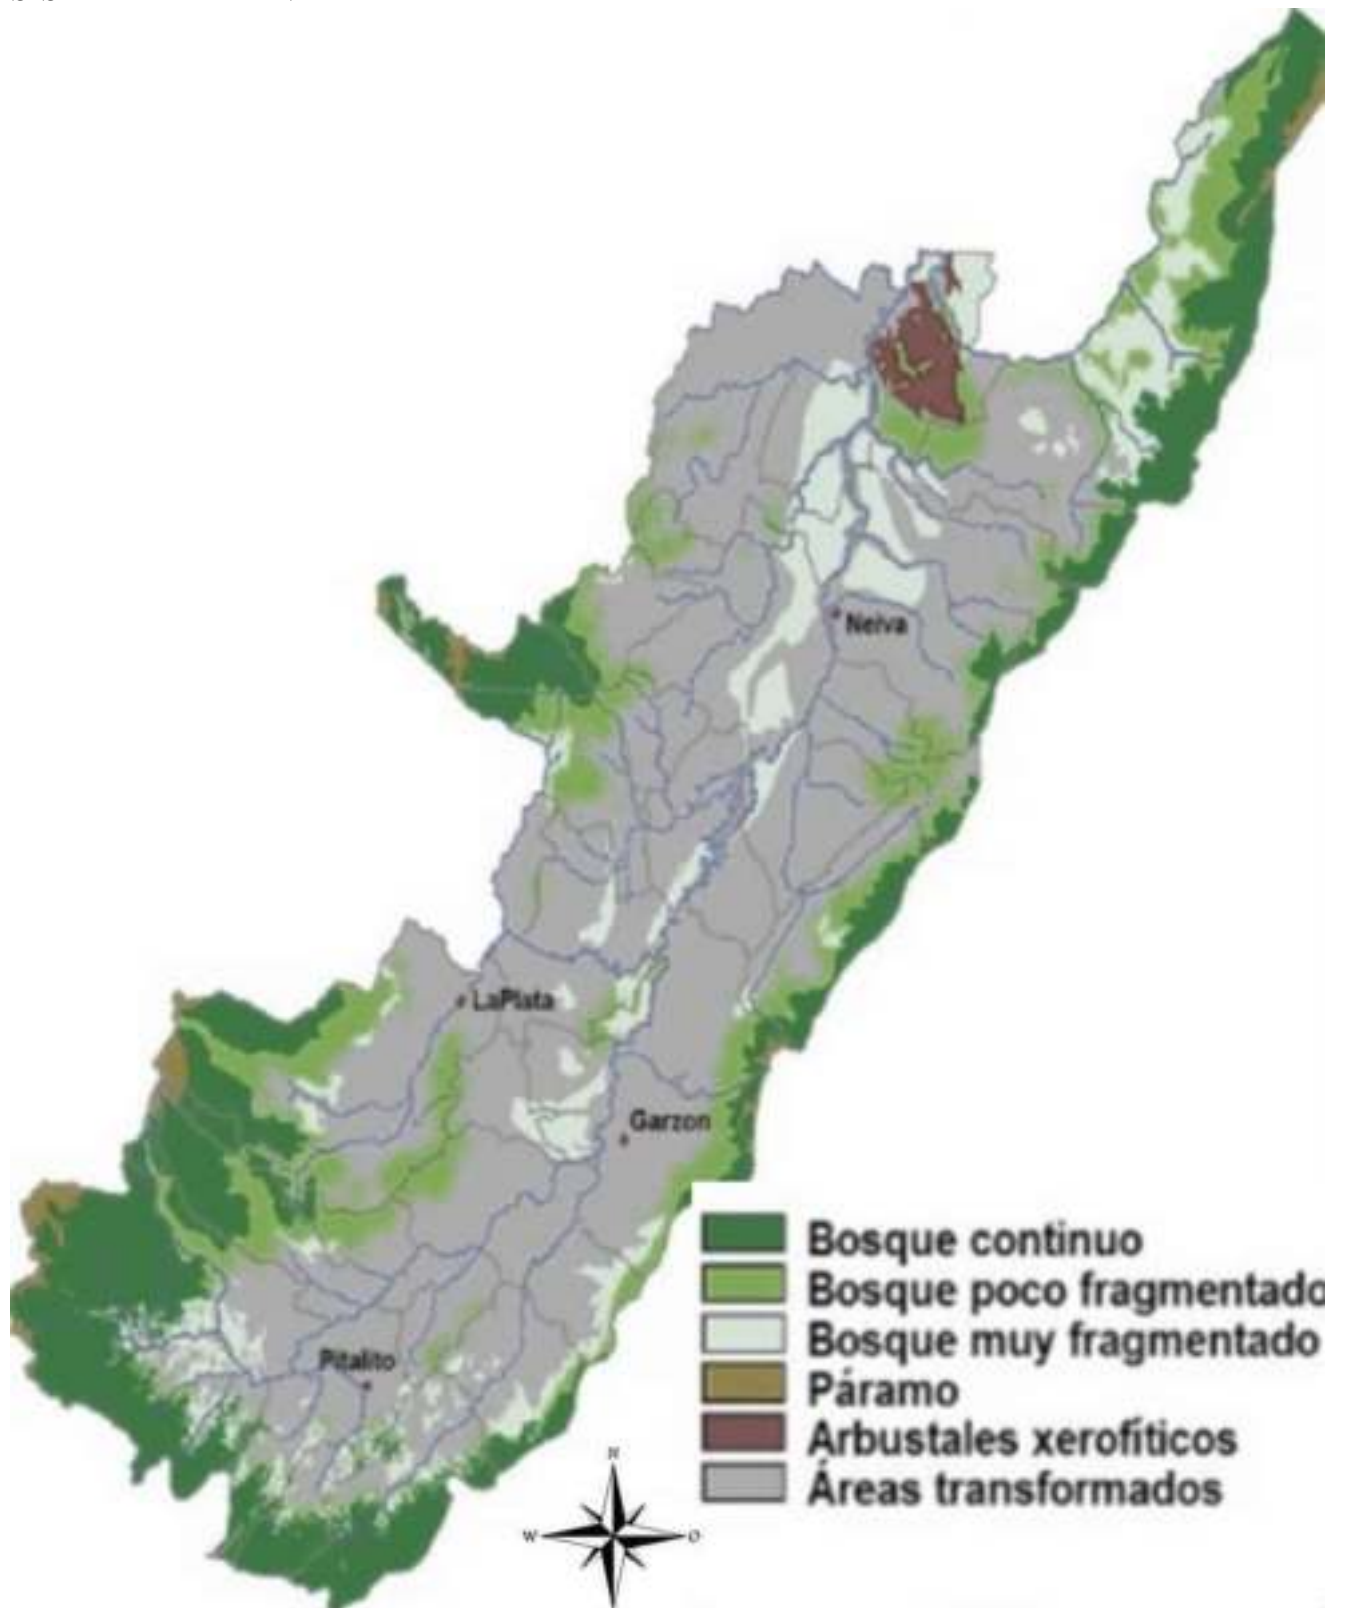 Neiva
LaPlata
Garzon
Pitalito
Bosque continuo
Bosque poco fragmentado
Bosque muy fragmentado
Páramo
Arbustales xerofíticos
Áreas transformados
N
W
O